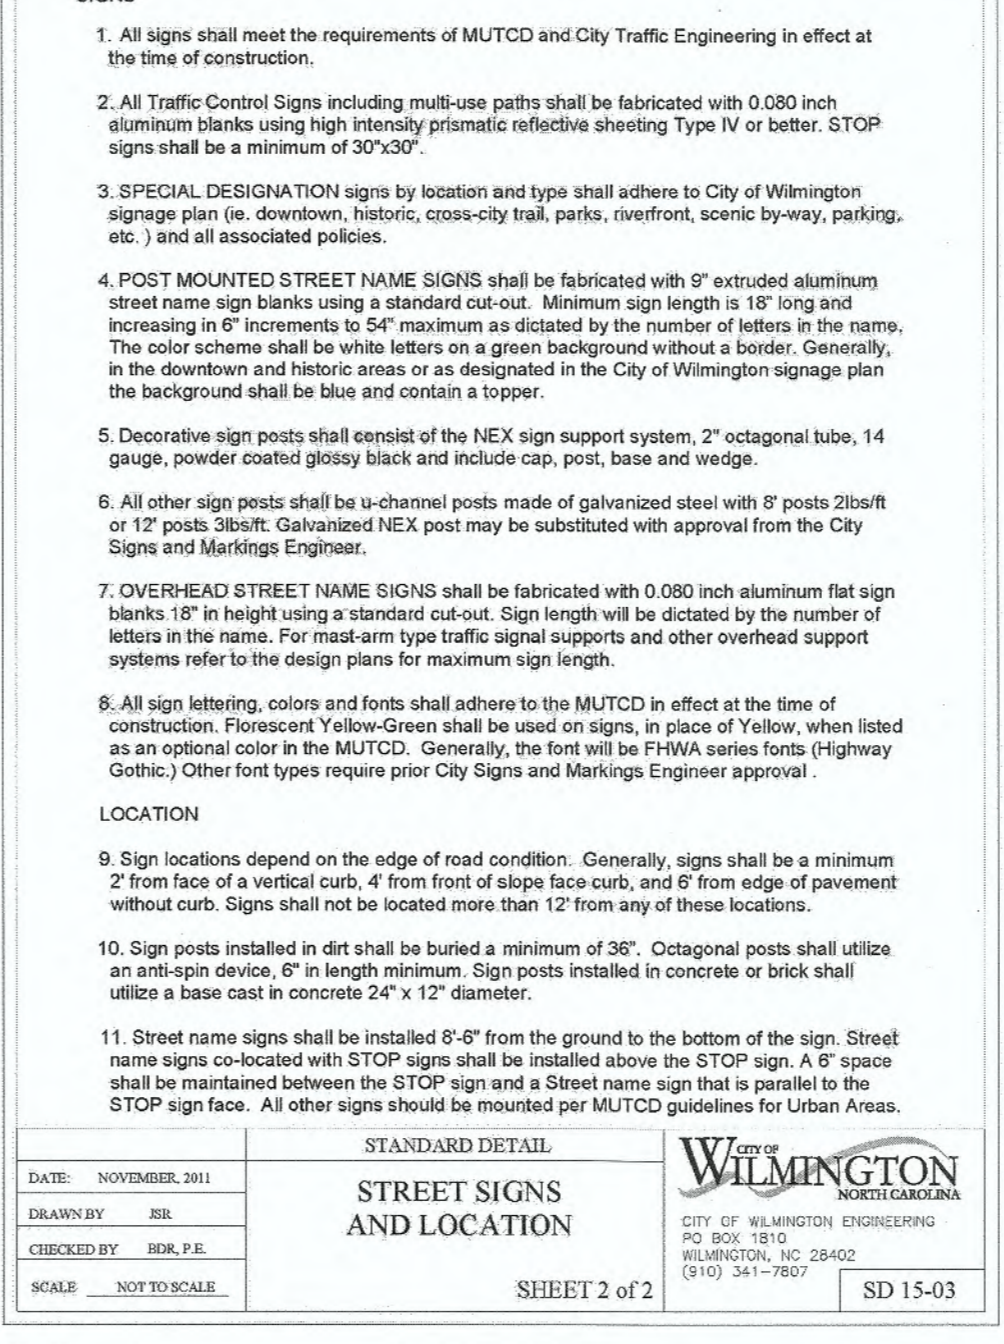 SIGNS
1. All signs shall meet the requirements of MUTCD and City Traffic Engineering in effect at
the time of construction.
2. All Traffic Control Signs including multi-use paths shall be fabricated with 0.080 inch
aluminum blanks using high intensity prismatic reflective sheeting Type IV or better. STOP
signs shall be a minimum of 30"x30".
3. SPECIAL DESIGNATION signs by location and type shall adhere to City of Wilmington
signage plan (ie. downtown, historic, cross-city trail, parks, riverfront, scenic by-way, parking,
etc. ) and all associated policies.
4. POST MOUNTED STREET NAME SIGNS shall be fabricated with 9" extruded aluminum
street name sign blanks using a standard cut-out. Minimum sign length is 18" long and
increasing in 6" increments to 54" maximum as dictated by the number of letters in the name.
The color scheme shall be white letters on a green background without a border. Generally,
in the downtown and historic areas or as designated in the City of Wilmington signage plan
the background shall be blue and contain a topper.
5. Decorative sign posts shall consist of the NEX sign support system, 2" octagonal tube, 14
gauge, powder coated glossy black and include cap, post, base and wedge.
6. All other sign posts shall be u-channel posts made of galvanized steel with 8' posts 2lbs/ft
or 12' posts 3lbs/ft. Galvanized NEX post may be substituted with approval from the City
Signs and Markings Engineer.
7. OVERHEAD STREET NAME SIGNS shall be fabricated with 0.080 inch aluminum flat sign
blanks 18" in height using a standard cut-out. Sign length will be dictated by the number of
letters in the name. For mast-arm type traffic signal supports and other overhead support
systems refer to the design plans for maximum sign length.
8. All sign lettering, colors and fonts shall adhere to the MUTCD in effect at the time of
construction. Florescent Yellow-Green shall be used on signs, in place of Yellow, when listed
as an optional color in the MUTCD. Generally, the font will be FHWA series fonts (Highway
Gothic.) Other font types require prior City Signs and Markings Engineer approval .
LOCATION
9. Sign locations depend on the edge of road condition. Generally, signs shall be a minimum
2' from face of a vertical curb, 4' from front of slope face curb, and 6' from edge of pavement
without curb. Signs shall not be located more than 12' from any of these locations.
10. Sign posts installed in dirt shall be buried a minimum of 36". Octagonal posts shall utilize
an anti-spin device, 6" in length minimum. Sign posts installed in concrete or brick shall
utilize a base cast in concrete 24" x 12" diameter.
11. Street name signs shall be installed 8'-6" from the ground to the bottom of the sign. Street
name signs co-located with STOP signs shall be installed above the STOP sign. A 6" space
shall be maintained between the STOP sign and a Street name sign that is parallel to the
STOP sign face. All other signs should be mounted per MUTCD guidelines for Urban Areas.
DATE: NOVEMBER, 2011
DRAWN BY JSR
CHECKED BY BDR, P.E.
SCALE NOT TO SCALE
STANDARD DETAIL
STREET SIGNS
AND LOCATION
SHEET 2 of 2
CITY OF
WILMINGTON
NORTH CAROLINA
CITY OF WILMINGTON ENGINEERING
PO BOX 1810
WILMINGTON, NC 28402
(910) 341-7807
SD 15-03